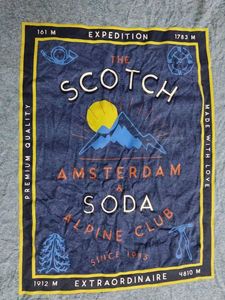 161 M EXPEDITION 1783 M
THE
SCOTCH
AMSTERDAM
&
SODA
ALPINE CLUB
SINCE 1985
PREMIUM QUALITY
MADE WITH LOVE
1912 M EXTRAORDINAIRE 4810 M